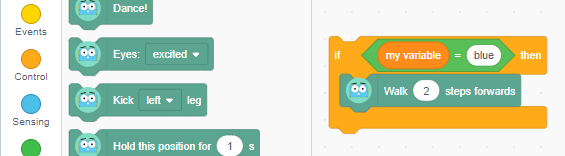 Dance!
Events
Eyes: excited
Control
Kick left leg
Sensing
Hold this position for 1 s
if my variable = blue then
Walk 2 steps forwards